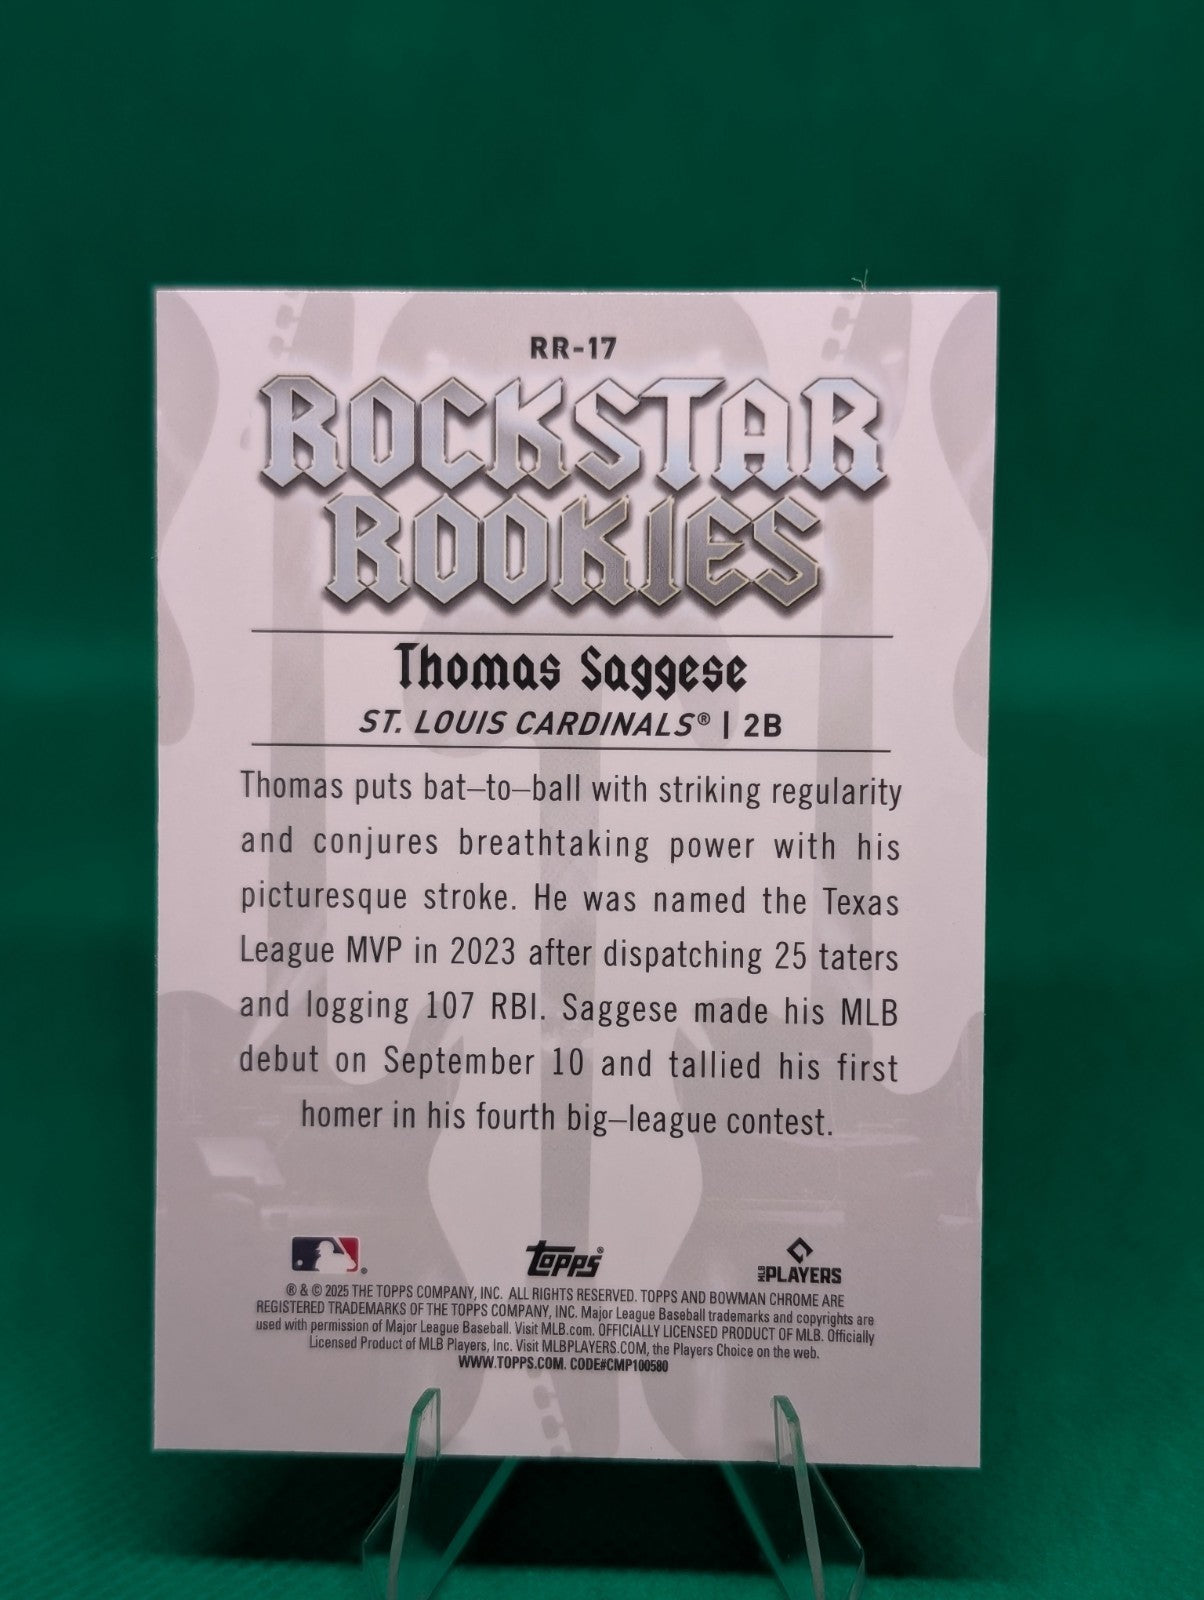 RR-17
ROCKSTAR
ROOKIES
Thomas Saggese
ST. LOUIS CARDINALS® | 2B
Thomas puts bat–to–ball with striking regularity
and conjures breathtaking power with his
picturesque stroke. He was named the Texas
League MVP in 2023 after dispatching 25 taters
and logging 107 RBI. Saggese made his MLB
debut on September 10 and tallied his first
homer in his fourth big–league contest.
®
topps®
MLB PLAYERS
® & © 2025 THE TOPPS COMPANY, INC. ALL RIGHTS RESERVED. TOPPS AND BOWMAN CHROME ARE
REGISTERED TRADEMARKS OF THE TOPPS COMPANY, INC. Major League Baseball trademarks and copyrights are
used with permission of Major League Baseball. Visit MLB.com. OFFICIALLY LICENSED PRODUCT OF MLB. Officially
Licensed Product of MLB Players, Inc. Visit MLBPLAYERS.COM, the Players Choice on the web.
WWW.TOPPS.COM. CODE#CMP100580